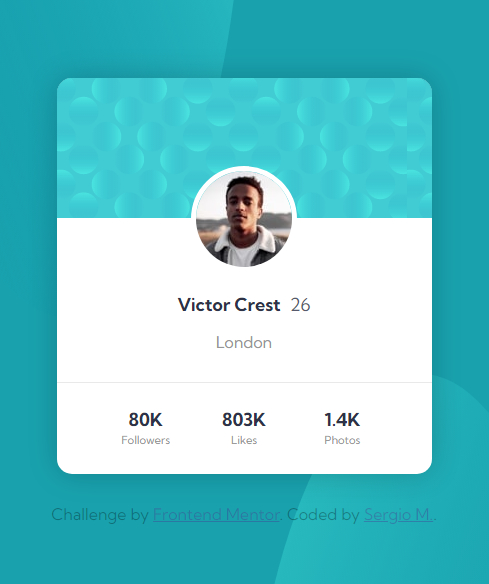 Victor Crest 26
London
80K 803K 1.4K
Followers Likes Photos
Challenge by Frontend Mentor. Coded by Sergio M..